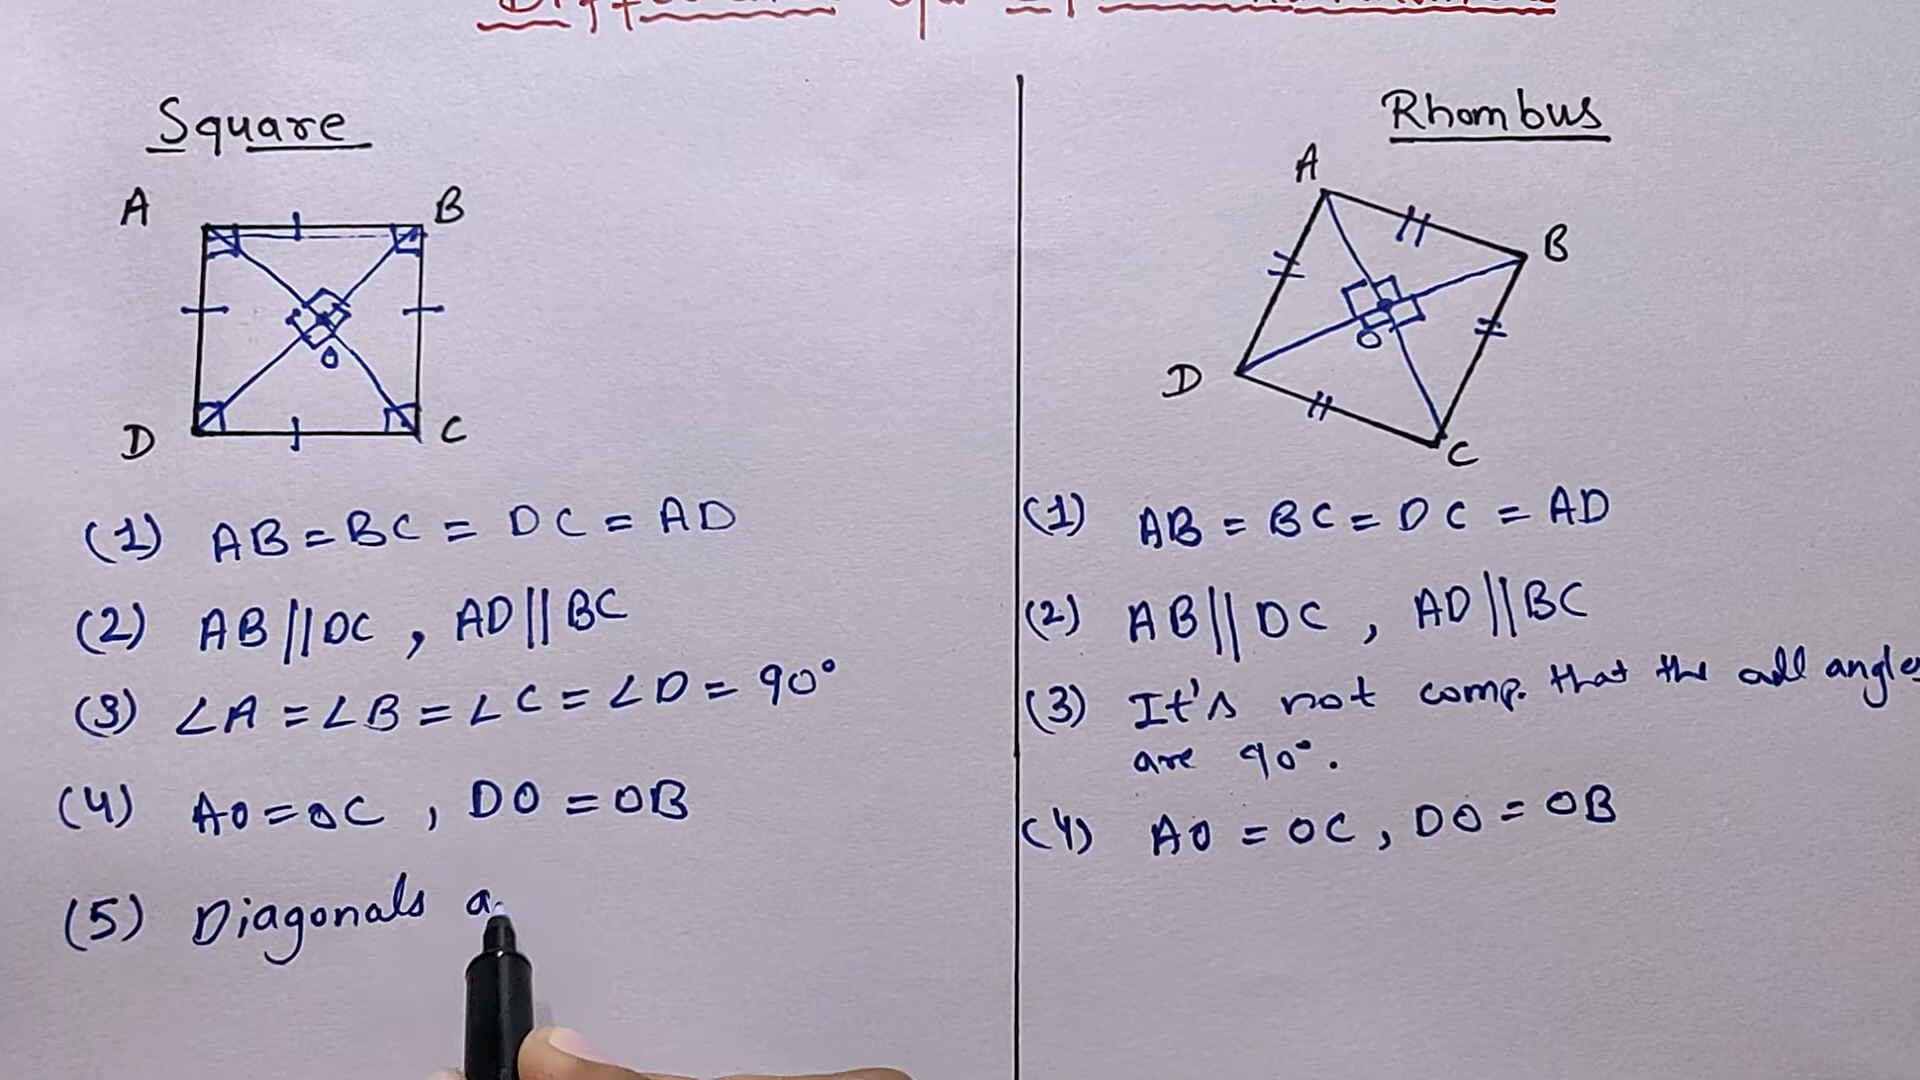 Square
A B
O
D C
(1) AB = BC = DC = AD
(2) AB || DC , AD || BC
(3) ∠A = ∠B = ∠C = ∠D = 90°
(4) AO = OC , DO = OB
(5) Diagonals a
Rhombus
A
B
O
D
C
(1) AB = BC = DC = AD
(2) AB || DC , AD || BC
(3) It's not comp. that the all angles
are 90°.
(4) AO = OC , DO = OB